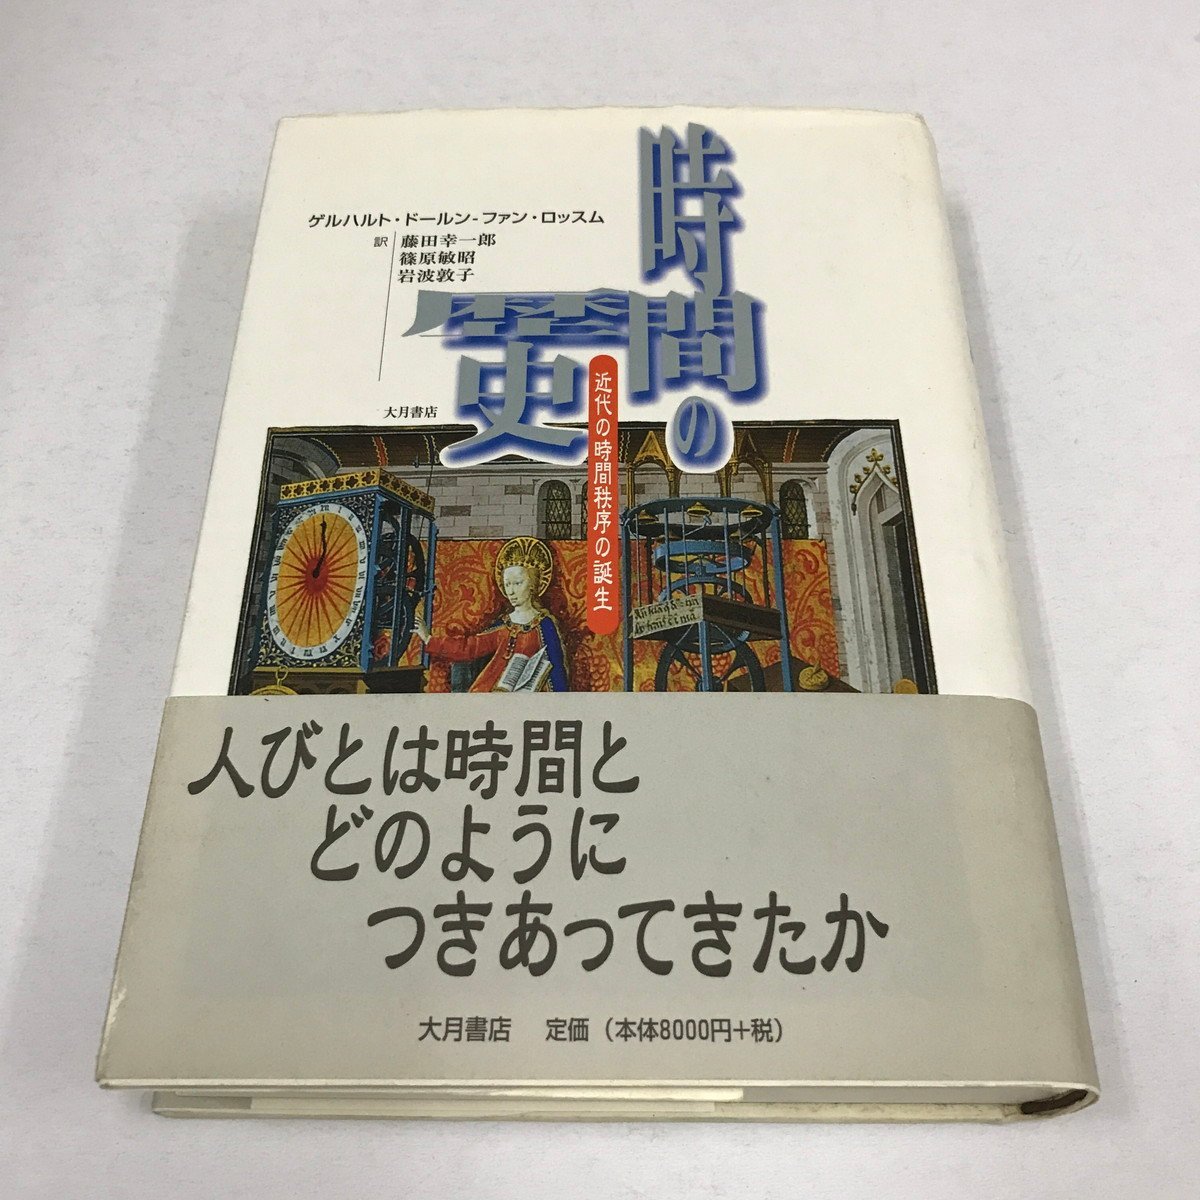 時間の
歴史
近代の時間秩序の誕生
ゲルハルト・ドールン-ファン・ロッスム
訳
藤田幸一郎
篠原敏昭
岩波敦子
大月書店
人びとは時間と
どのように
つきあってきたか
大月書店 定価（本体8000円+税）